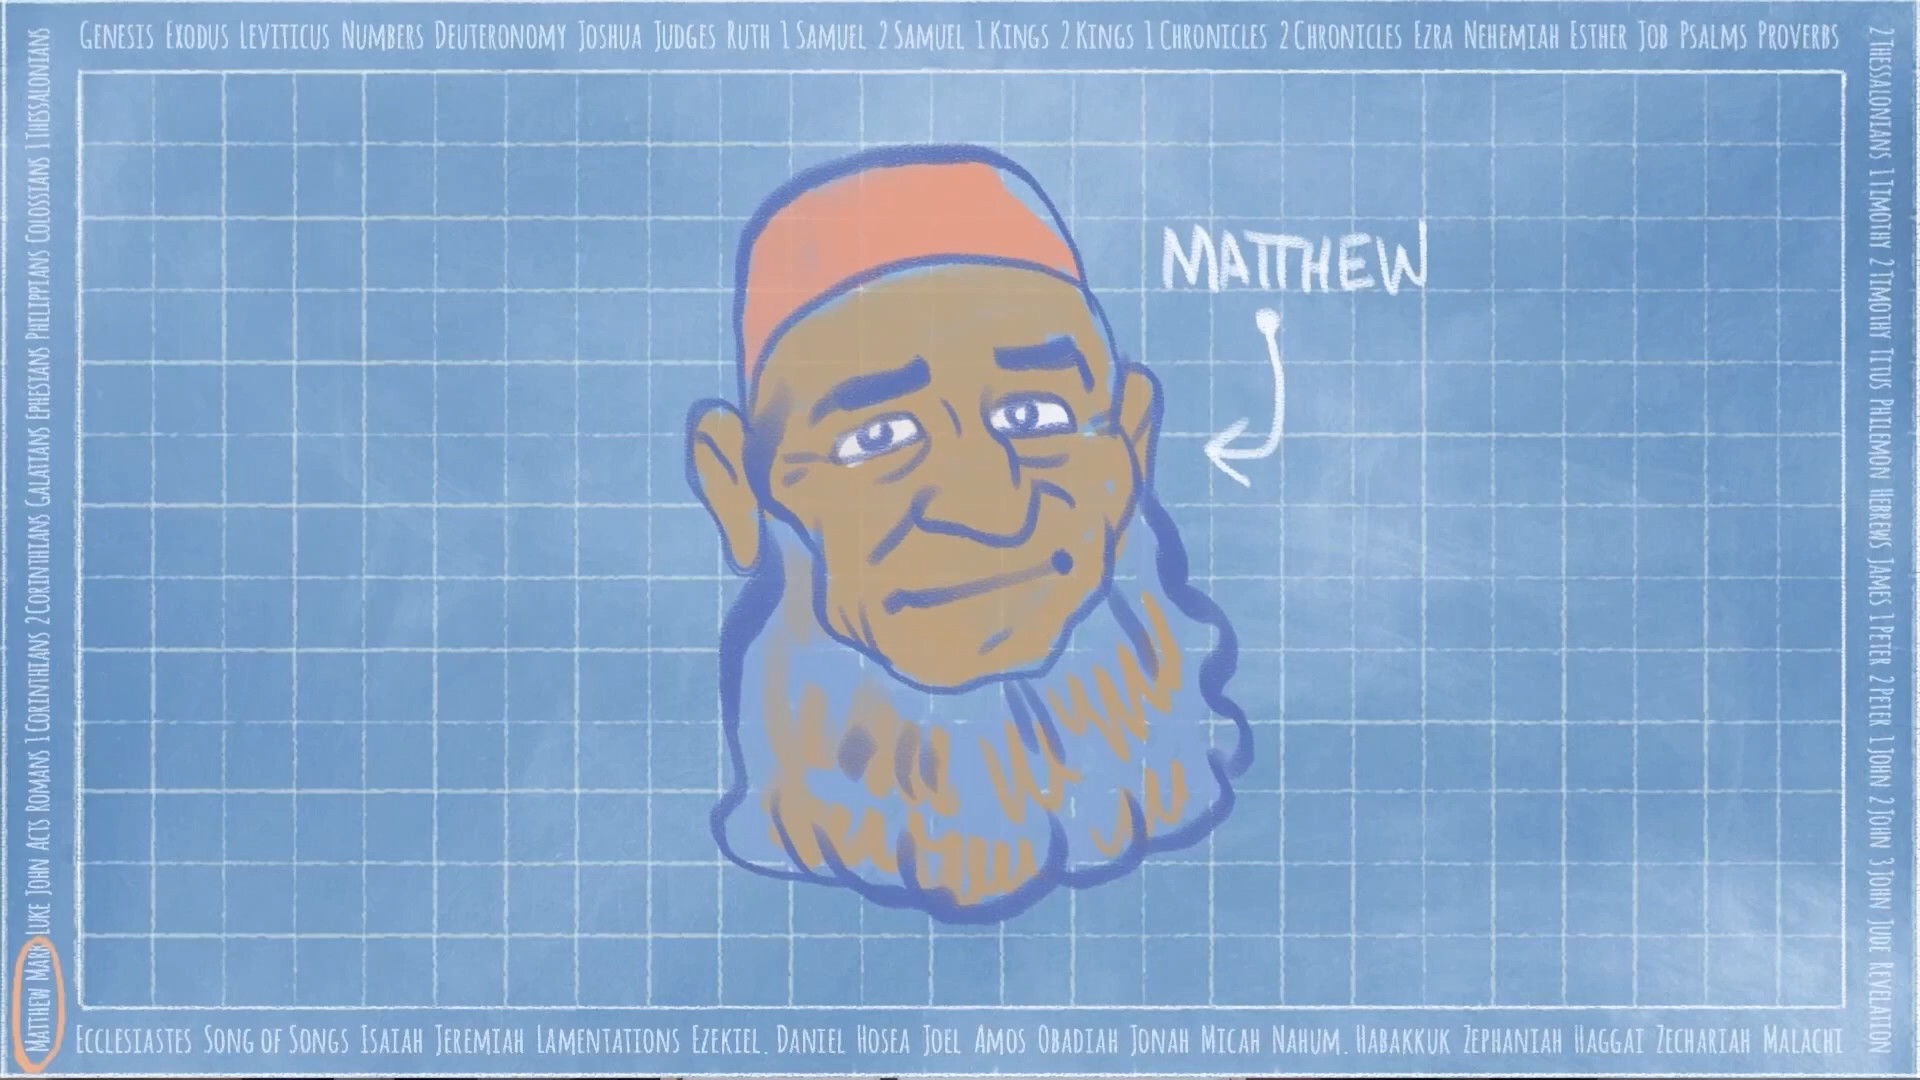 GENESIS EXODUS LEVITICUS NUMBERS DEUTERONOMY JOSHUA JUDGES RUTH 1 SAMUEL 2 SAMUEL 1 KINGS 2 KINGS 1 CHRONICLES 2 CHRONICLES EZRA NEHEMIAH ESTHER JOB PSALMS PROVERBS
MATTHEW
ECCLESIASTES SONG OF SONGS ISAIAH JEREMIAH LAMENTATIONS EZEKIEL. DANIEL HOSEA JOEL AMOS OBADIAH JONAH MICAH NAHUM. HABAKKUK ZEPHANIAH HAGGAI ZECHARIAH MALACHI
MATTHEW MARK LUKE JOHN ACTS ROMANS 1 CORINTHIANS 2 CORINTHIANS GALATIANS EPHESIANS PHILIPPIANS COLOSSIANS 1 THESSALONIANS
2 THESSALONIANS 1 TIMOTHY 2 TIMOTHY TITUS PHILEMON HEBREWS JAMES 1 PETER 2 PETER 1 JOHN 2 JOHN 3 JOHN JUDE REVELATION